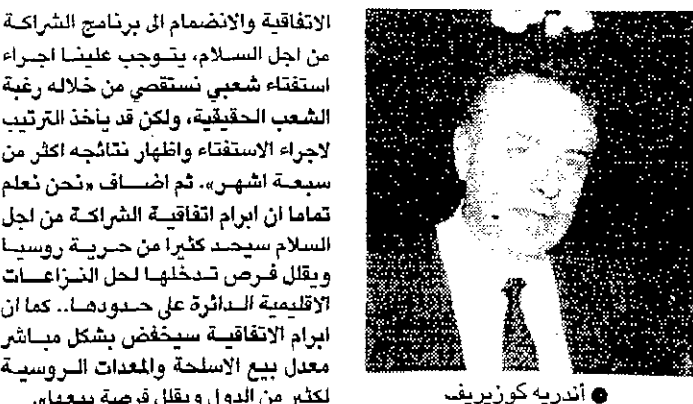 الاتفاقية والانضمام الى برنامج الشراكة
من اجل السلام، يتوجب علينا اجراء
استفتاء شعبي نستقصي من خلاله رغبة
الشعب الحقيقية، ولكن قد يأخذ الترتيب
لاجراء الاستفتاء واظهار نتائجه اكثر من
سبعة اشهر». ثم اضاف «نحن نعلم
تماما ان ابرام اتفاقية الشراكة من اجل
السلام سيحد كثيرا من حرية روسيا
ويقلل فرص تدخلها لحل النزاعات
الاقليمية الدائرة على حدودها.. كما ان
ابرام الاتفاقية سيخفض بشكل مباشر
معدل بيع الاسلحة والمعدات الروسية
لكثير من الدول ويقلل فرصة بيعها».
● أندريه كوزيريف